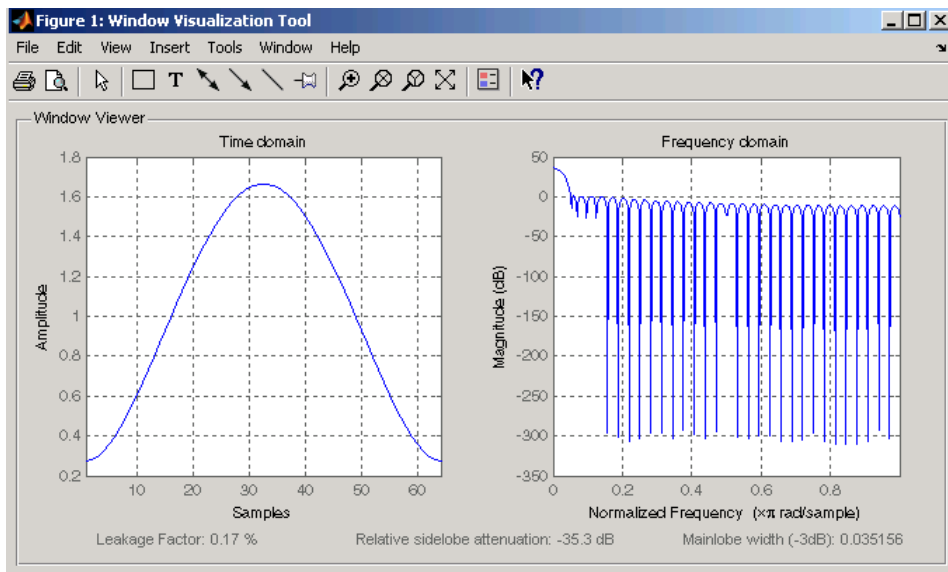 Figure 1: Window Visualization Tool
File Edit View Insert Tools Window Help
T
?
Window Viewer
Time domain
1.8
1.6
1.4
1.2
1
0.8
0.6
0.4
0.2
Amplitude
10 20 30 40 50 60
Samples
Frequency domain
50
0
-50
-100
-150
-200
-250
-300
-350
Magnitude (dB)
0 0.2 0.4 0.6 0.8
Normalized Frequency (×π rad/sample)
Leakage Factor: 0.17 % Relative sidelobe attenuation: -35.3 dB Mainlobe width (-3dB): 0.035156